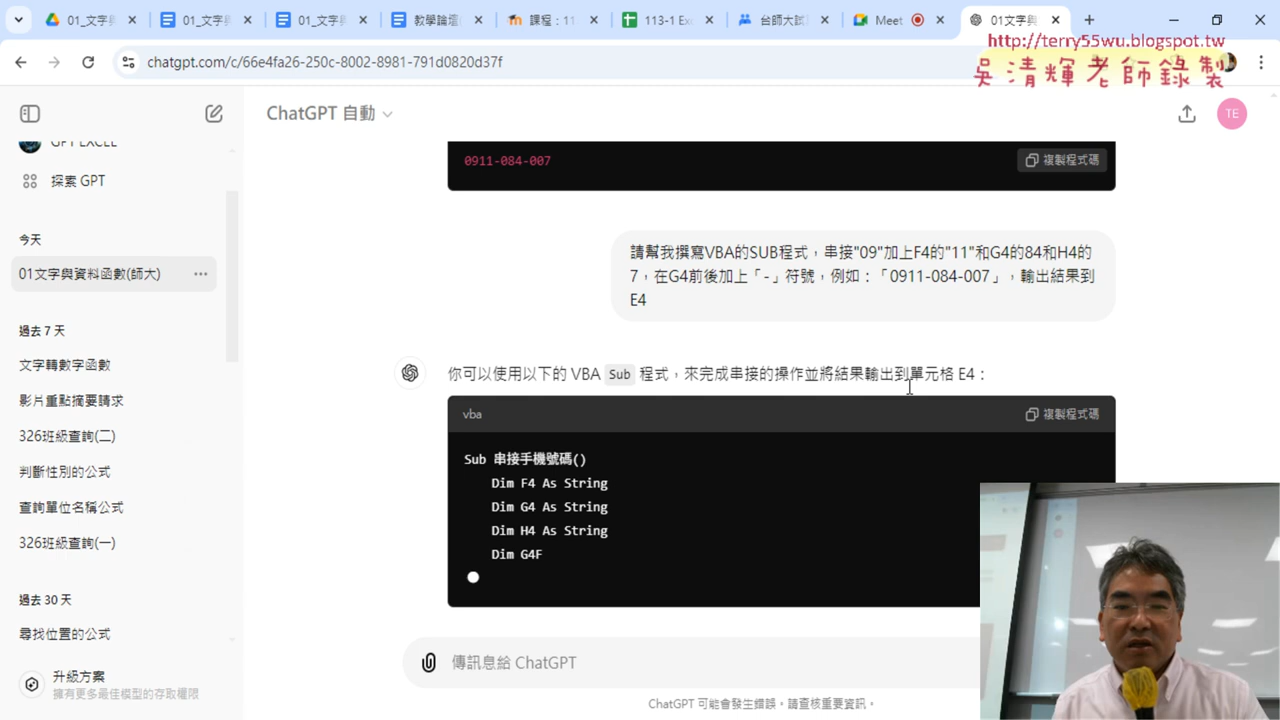 01_文字
01_文字
01_文字
教學論壇
課程：11
113-1 Ex
台師大試
Meet
01文字與
http://terry55wu.blogspot.tw
chatgpt.com/c/66e4fa26-250c-8002-8981-791d0820d37f
吳清輝老師錄製
ChatGPT 自動
TE
GPT EXCEL
探索 GPT
今天
01文字與資料函數(師大)
過去 7 天
文字轉數字函數
影片重點摘要請求
326班級查詢(二)
判斷性別的公式
查詢單位名稱公式
326班級查詢(一)
過去 30 天
尋找位置的公式
升級方案
擁有更多最佳模型的存取權限
0911-084-007
複製程式碼
請幫我撰寫VBA的SUB程式，串接"09"加上F4的"11"和G4的84和H4的
7，在G4前後加上「-」符號，例如：「0911-084-007」，輸出結果到
E4
你可以使用以下的 VBA Sub 程式，來完成串接的操作並將結果輸出到單元格 E4：
vba
複製程式碼
Sub 串接手機號碼()
Dim F4 As String
Dim G4 As String
Dim H4 As String
Dim G4F
傳訊息給 ChatGPT
ChatGPT 可能會發生錯誤。請查核重要資訊。